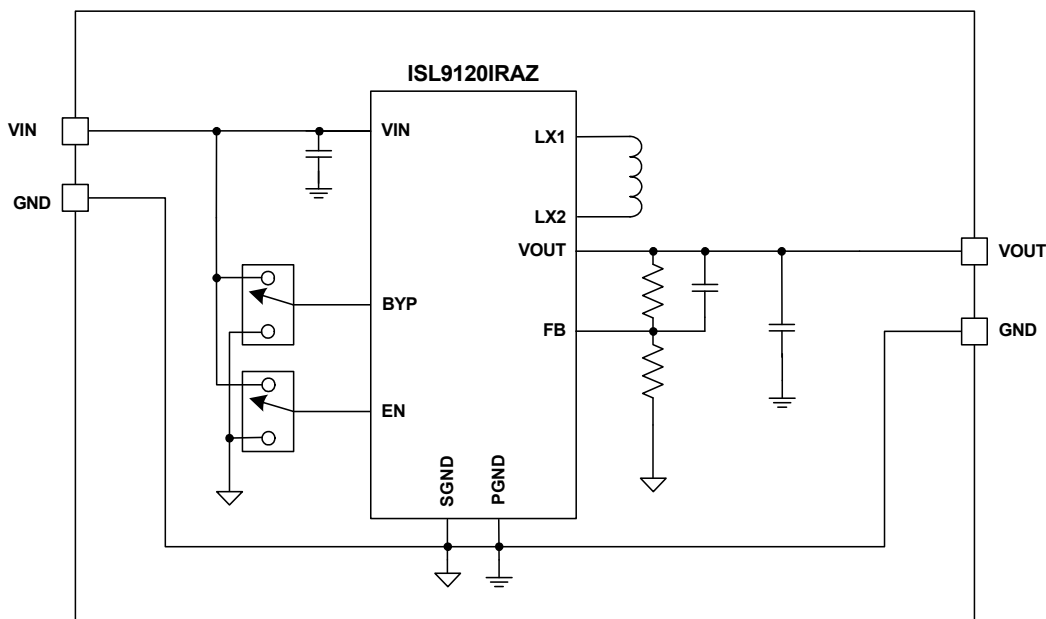 ISL9120IRAZ
VIN
VIN
LX1
GND
LX2
VOUT
VOUT
BYP
FB
GND
EN
SGND
PGND